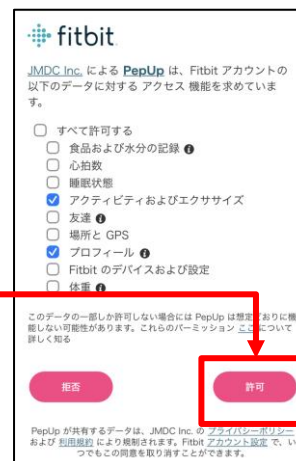 fitbit
JMDC Inc. による PepUp は、Fitbit アカウントの
以下のデータに対する アクセス 機能を求めていま
す。
すべて許可する
食品および水分の記録
心拍数
睡眠状態
アクティビティおよびエクササイズ
友達
場所と GPS
プロフィール
Fitbit のデバイスおよび設定
体重
このデータの一部しか許可しない場合には PepUp は想定どおりに機
能しない可能性があります。これらのパーミッション ここ について
詳しく知る
拒否
許可
PepUp が共有するデータは、JMDC Inc. の プライバシーポリシー
および 利用規約 により規制されます。Fitbit アカウント設定 で、い
つでもこの同意を取り消すことができます。